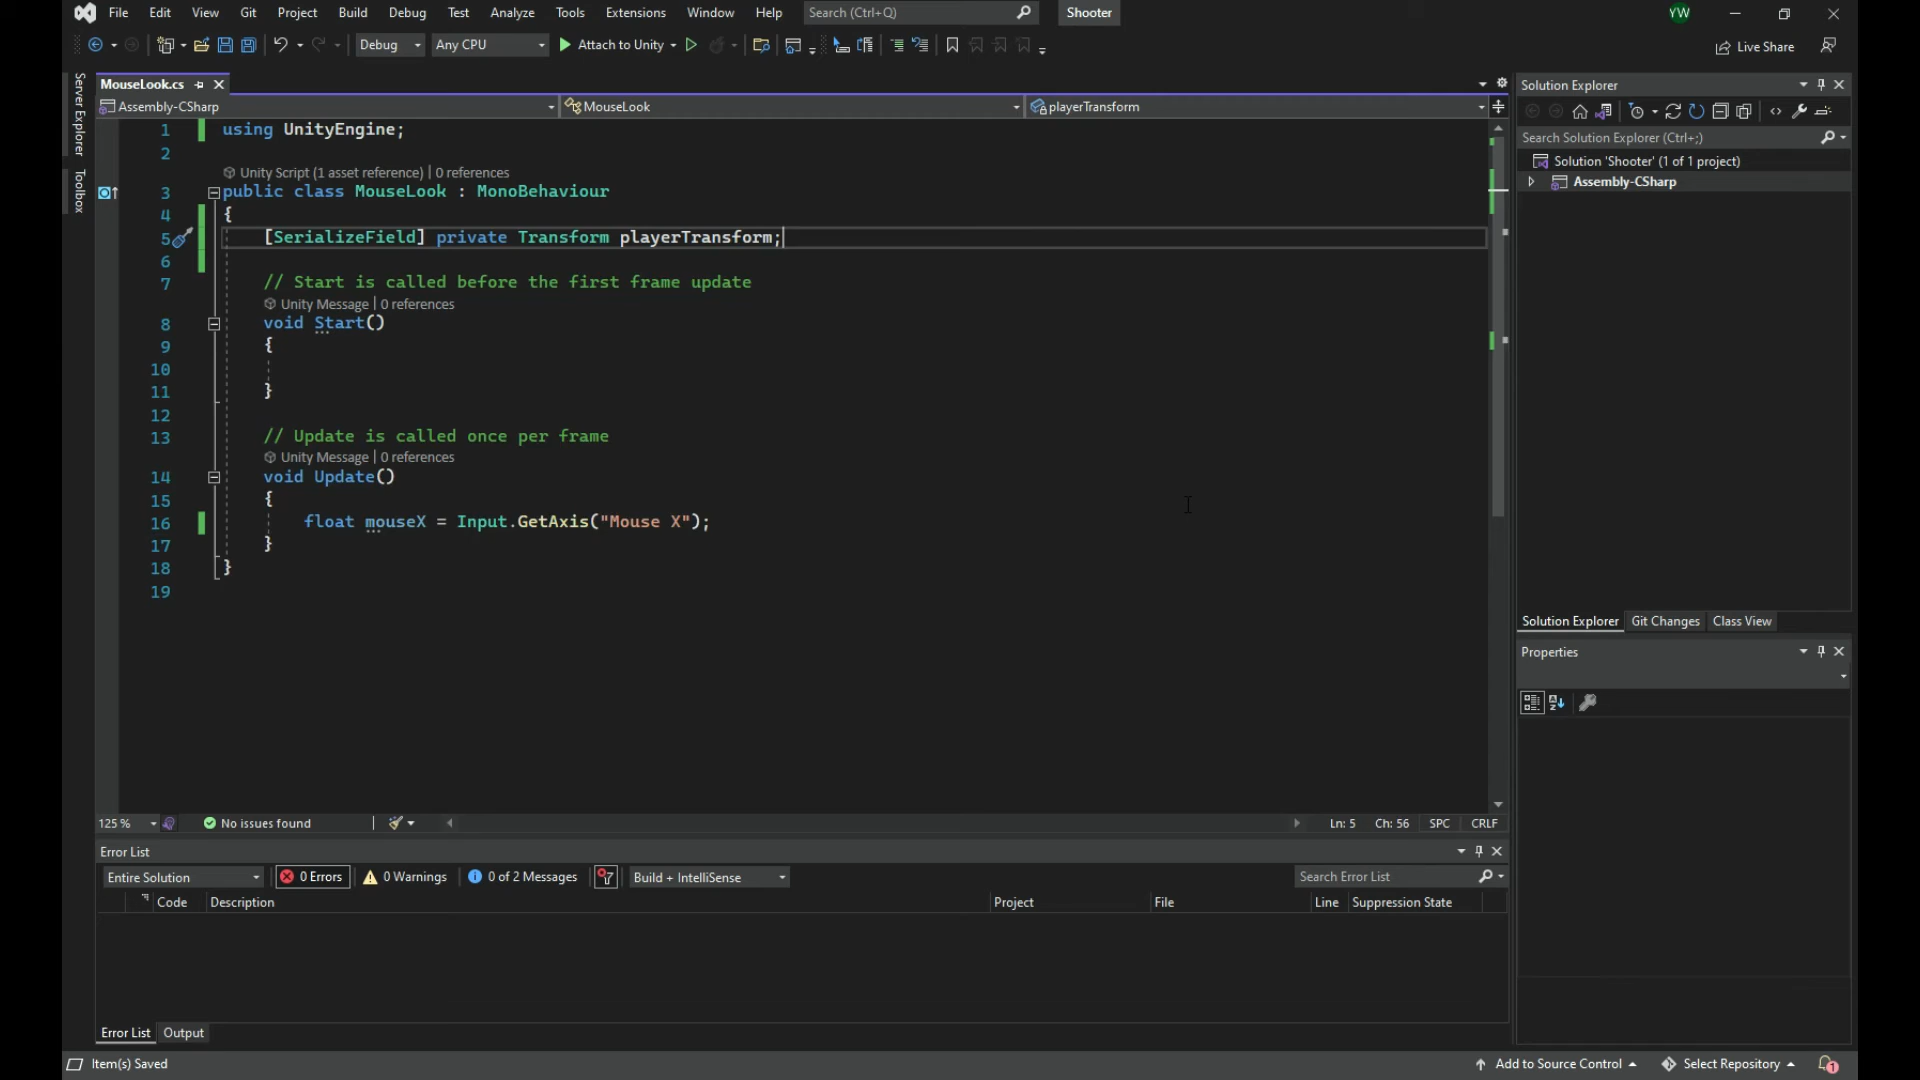 File Edit View Git Project Build Debug Test Analyze Tools Extensions Window Help Search (Ctrl+Q) Shooter YW
Debug Any CPU Attach to Unity Live Share
Server Explorer
Toolbox
MouseLook.cs
Assembly-CSharp MouseLook playerTransform
1 using UnityEngine;
2
Unity Script (1 asset reference) | 0 references
3 public class MouseLook : MonoBehaviour
4 {
5 [SerializeField] private Transform playerTransform;
6
7 // Start is called before the first frame update
Unity Message | 0 references
8 void Start()
9 {
10
11 }
12
13 // Update is called once per frame
Unity Message | 0 references
14 void Update()
15 {
16 float mouseX = Input.GetAxis("Mouse X");
17 }
18 }
19
125 % No issues found Ln: 5 Ch: 56 SPC CRLF
Solution Explorer
Search Solution Explorer (Ctrl+;)
Solution 'Shooter' (1 of 1 project)
Assembly-CSharp
Solution Explorer Git Changes Class View
Properties
Error List
Entire Solution 0 Errors 0 Warnings 0 of 2 Messages Build + IntelliSense Search Error List
Code Description Project File Line Suppression State
Error List Output
Item(s) Saved Add to Source Control Select Repository 1